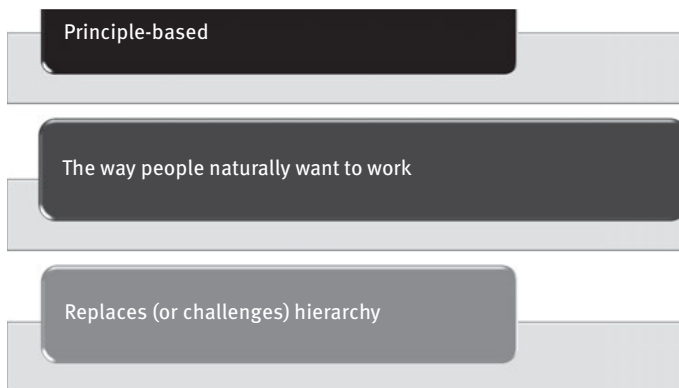 Principle-based
The way people naturally want to work
Replaces (or challenges) hierarchy